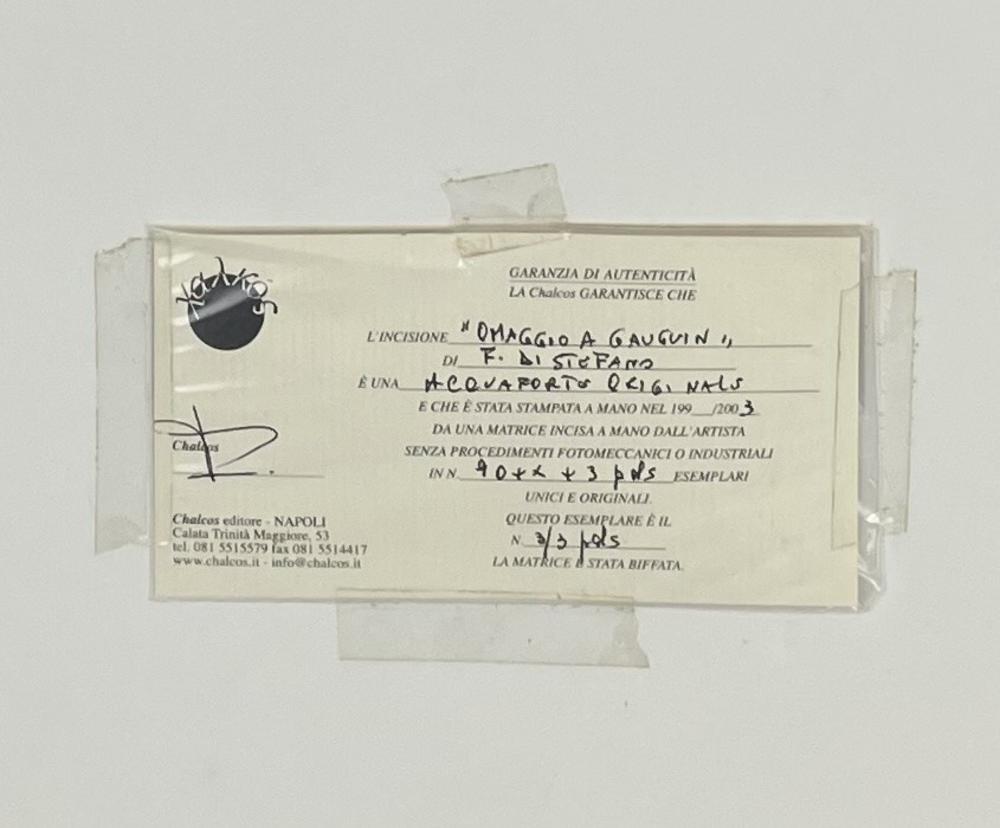 xalxos
GARANZIA DI AUTENTICITÀ
LA Chalcos GARANTISCE CHE
L'INCISIONE "OMAGGIO A GAUGUIN"
DI F. DI STEFANO
È UNA ACQUAFORTE ORIGINALE
E CHE È STATA STAMPATA A MANO NEL 199__/2003
DA UNA MATRICE INCISA A MANO DALL'ARTISTA
SENZA PROCEDIMENTI FOTOMECCANICI O INDUSTRIALI
IN N. 90+X+3 pds ESEMPLARI
UNICI E ORIGINALI.
QUESTO ESEMPLARE È IL
N. 3/3 pds
LA MATRICE È STATA BIFFATA.
Chalcos
Chalcos editore - NAPOLI
Calata Trinità Maggiore, 53
tel. 081 5515579 fax 081 5514417
www.chalcos.it - info@chalcos.it